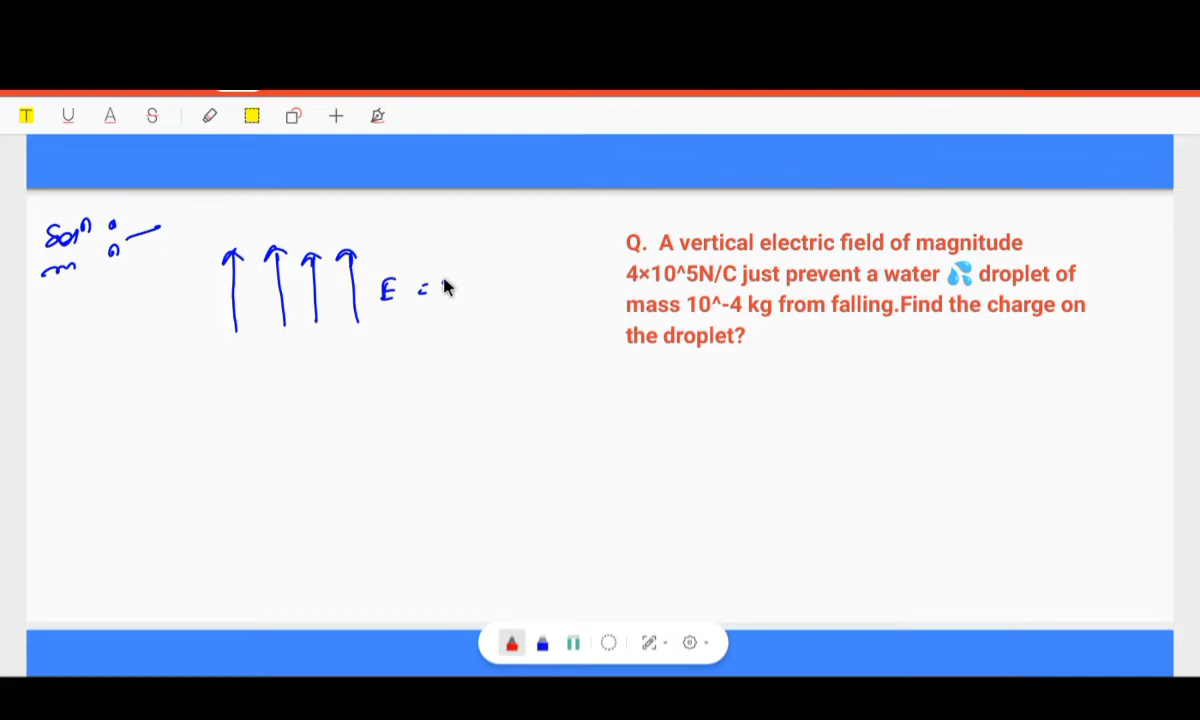 Solⁿ :
E =
Q. A vertical electric field of magnitude
4×10^5N/C just prevent a water 💦 droplet of
mass 10^-4 kg from falling.Find the charge on
the droplet?